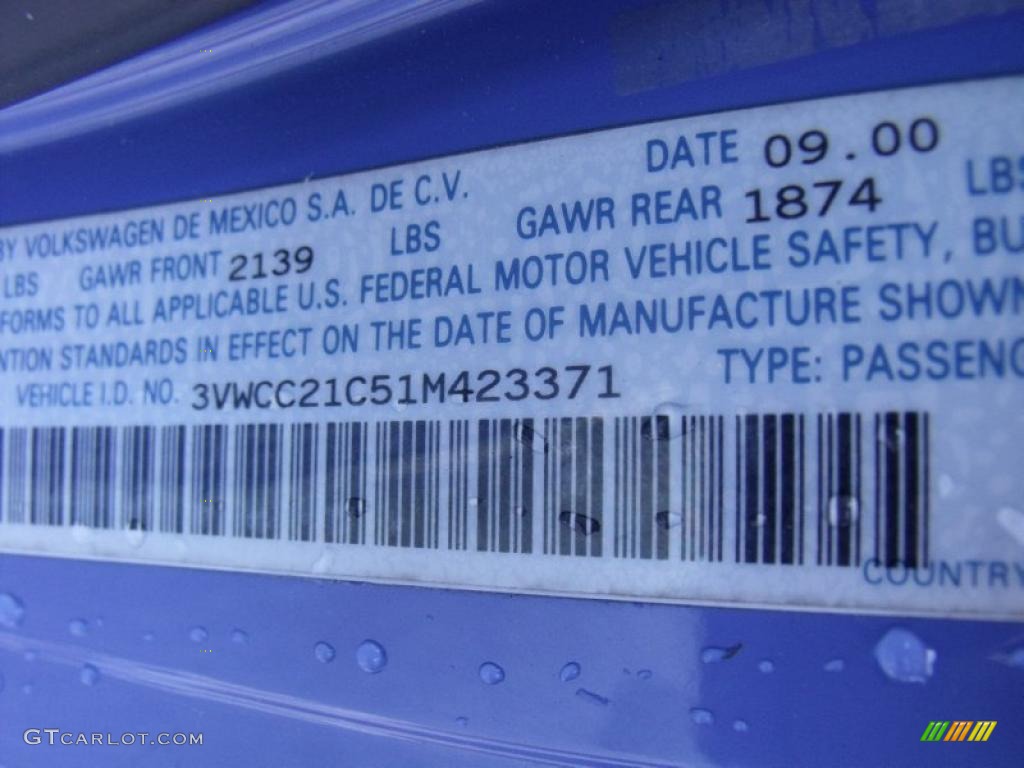 BY VOLKSWAGEN DE MEXICO S.A. DE C.V. DATE 09.00
LBS GAWR FRONT 2139 LBS GAWR REAR 1874 LBS
FORMS TO ALL APPLICABLE U.S. FEDERAL MOTOR VEHICLE SAFETY, BU
NTION STANDARDS IN EFFECT ON THE DATE OF MANUFACTURE SHOWN
VEHICLE I.D. NO. 3VWCC21C51M423371 TYPE: PASSENG
COUNTRY
GTCARLOT.COM